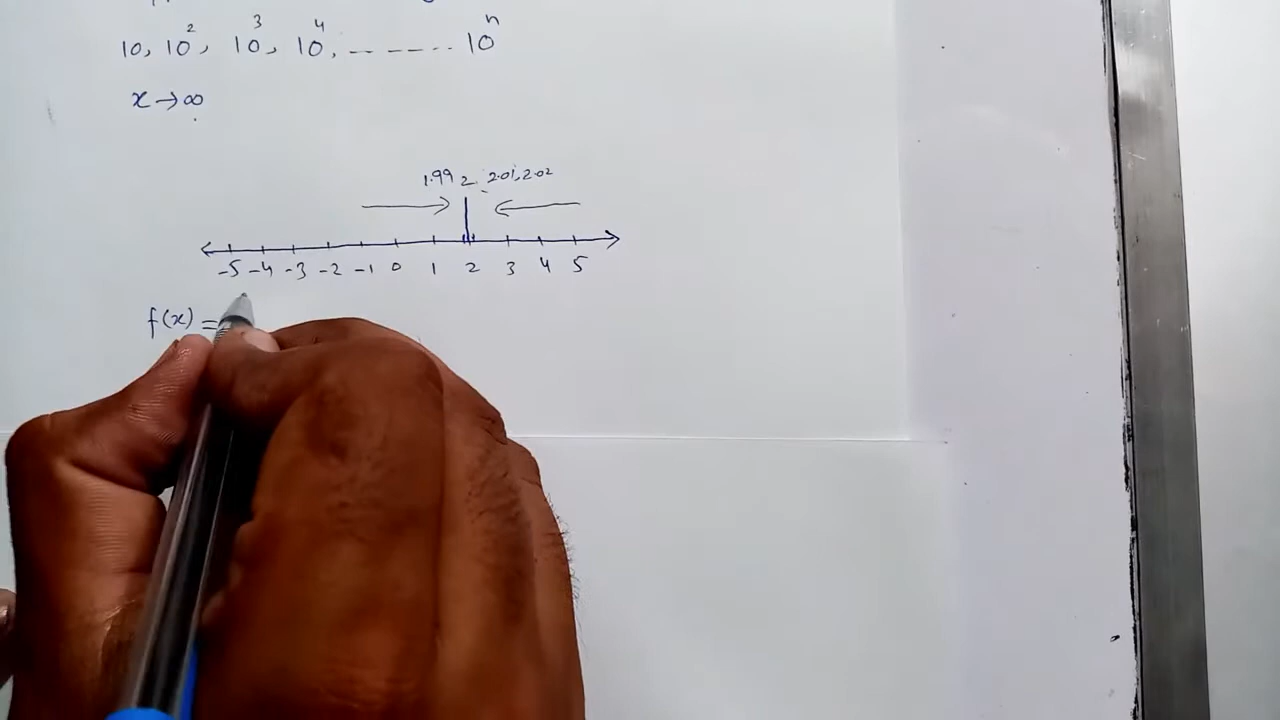 10, 10², 10³, 10⁴, – – – – .. 10ⁿ
x → ∞
1.99 2 2.01, 2.02
-5 -4 -3 -2 -1 0 1 2 3 4 5
f(x) =